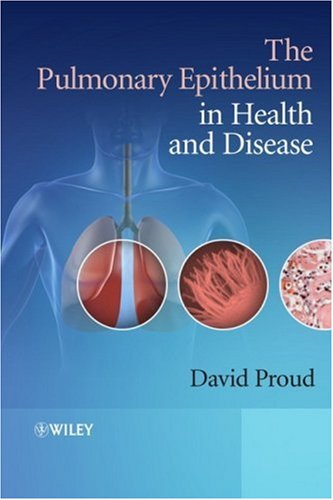 The
Pulmonary Epithelium
in Health
and Disease
David Proud
WILEY